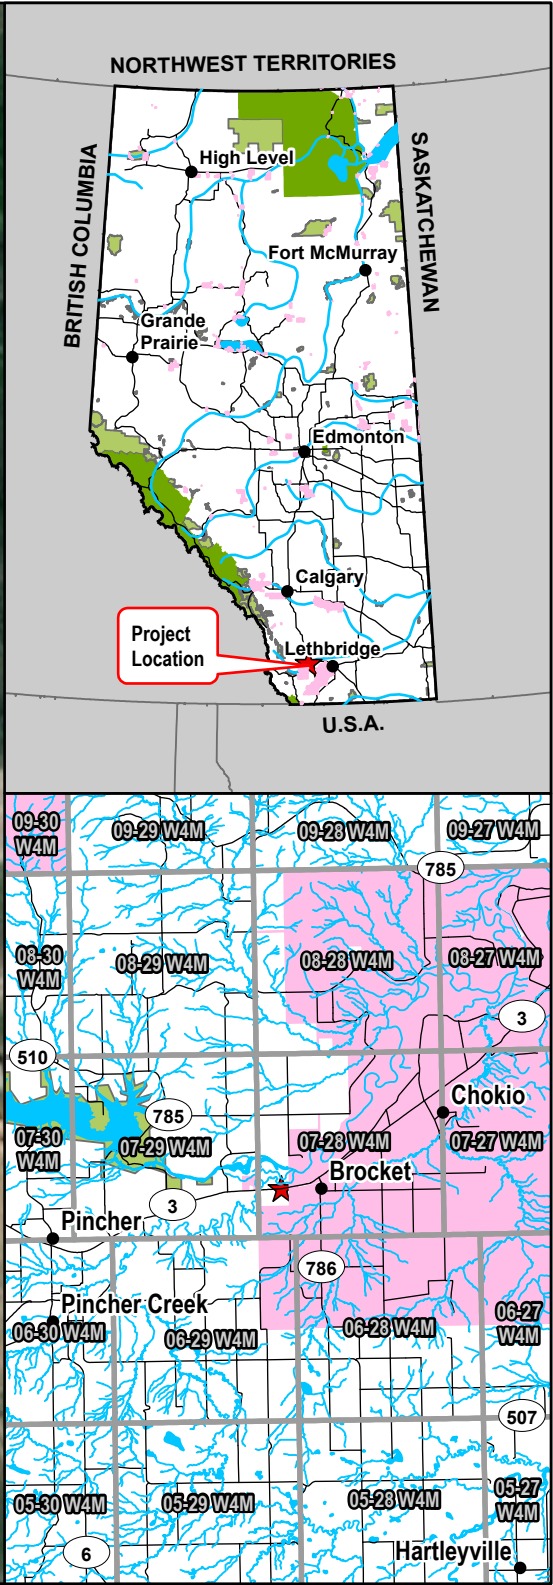 NORTHWEST TERRITORIES
BRITISH COLUMBIA
SASKATCHEWAN
High Level
Fort McMurray
Grande
Prairie
Edmonton
Calgary
Project
Location
Lethbridge
U.S.A.
09-30
W4M
09-29 W4M
09-28 W4M
09-27 W4M
785
08-30
W4M
08-29 W4M
08-28 W4M
08-27 W4M
3
510
Chokio
785
07-30
W4M
07-29 W4M
07-28 W4M
07-27 W4M
Brocket
3
Pincher
786
Pincher Creek
06-30 W4M
06-29 W4M
06-28 W4M
06-27
W4M
507
05-30 W4M
05-29 W4M
05-28 W4M
05-27
W4M
6
Hartleyville